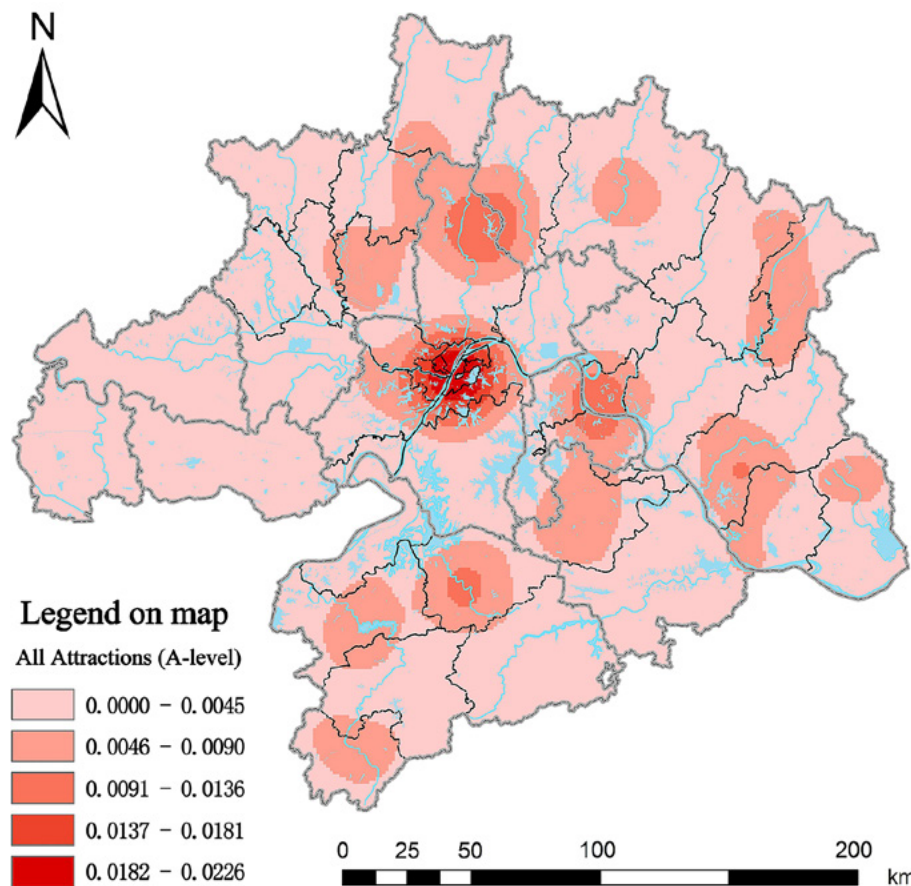 N
Legend on map
All Attractions (A-level)
0.0000 - 0.0045
0.0046 - 0.0090
0.0091 - 0.0136
0.0137 - 0.0181
0.0182 - 0.0226
0 25 50 100 200
km